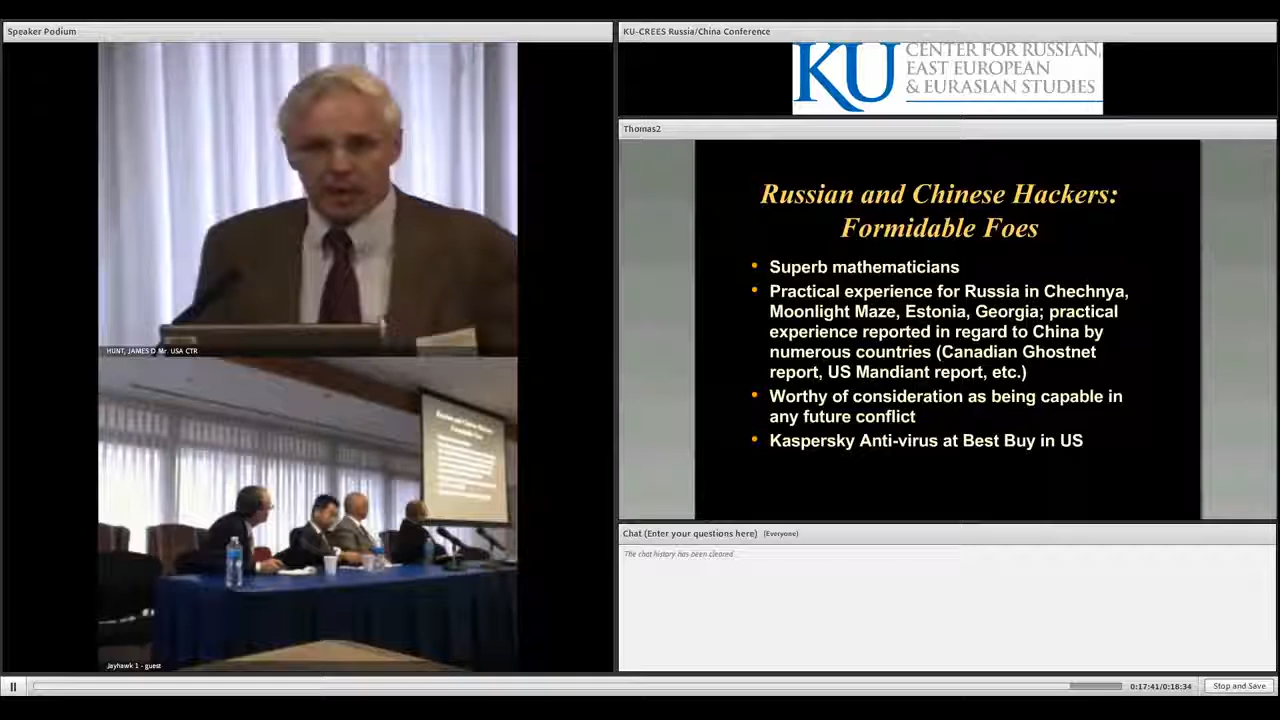 Speaker Podium
HUNT, JAMES D Mr. USA CTR
Jayhawk 1 - guest
KU-CREES Russia/China Conference
KU
CENTER FOR RUSSIAN,
EAST EUROPEAN
& EURASIAN STUDIES
Thomas2
Russian and Chinese Hackers:
Formidable Foes
• Superb mathematicians
• Practical experience for Russia in Chechnya,
Moonlight Maze, Estonia, Georgia; practical
experience reported in regard to China by
numerous countries (Canadian Ghostnet
report, US Mandiant report, etc.)
• Worthy of consideration as being capable in
any future conflict
• Kaspersky Anti-virus at Best Buy in US
Chat (Enter your questions here) (Everyone)
The chat history has been cleared
0:17:41/0:18:34
Stop and Save